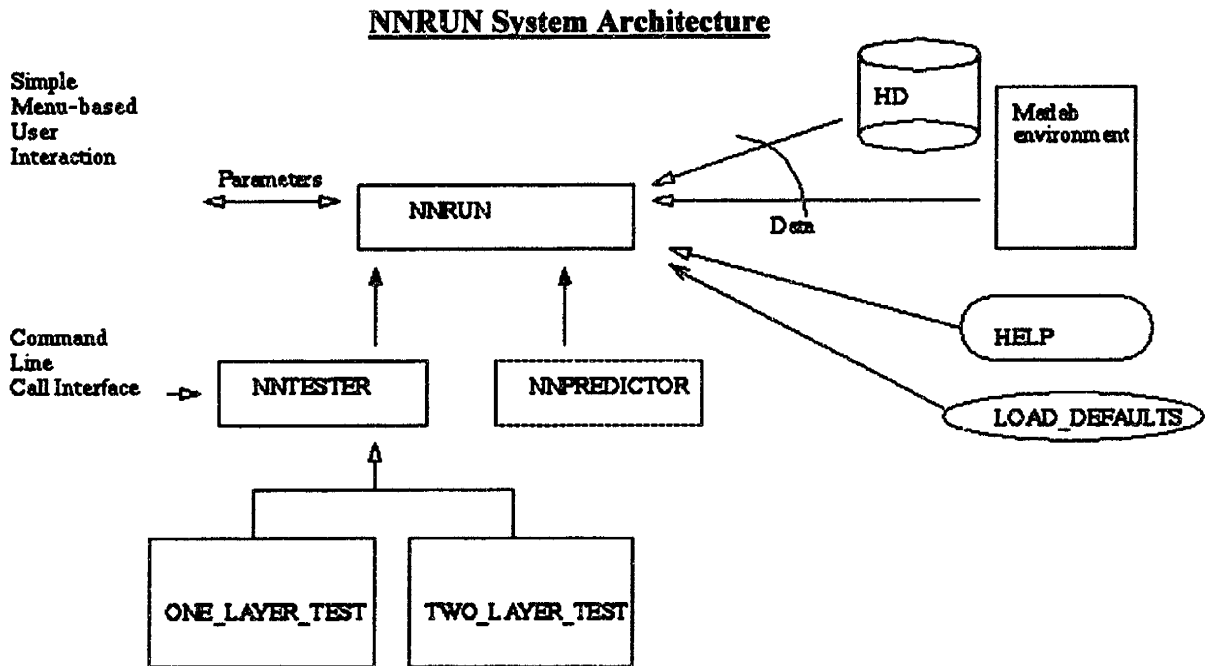 NNRUN System Architecture
Simple
Menu-based
User
Interaction
HD
Matlab
environment
Parameters
NNRUN
Data
Command
Line
Call Interface
NNTESTER
NNPREDICTOR
HELP
LOAD_DEFAULTS
ONE_LAYER_TEST
TWO_LAYER_TEST